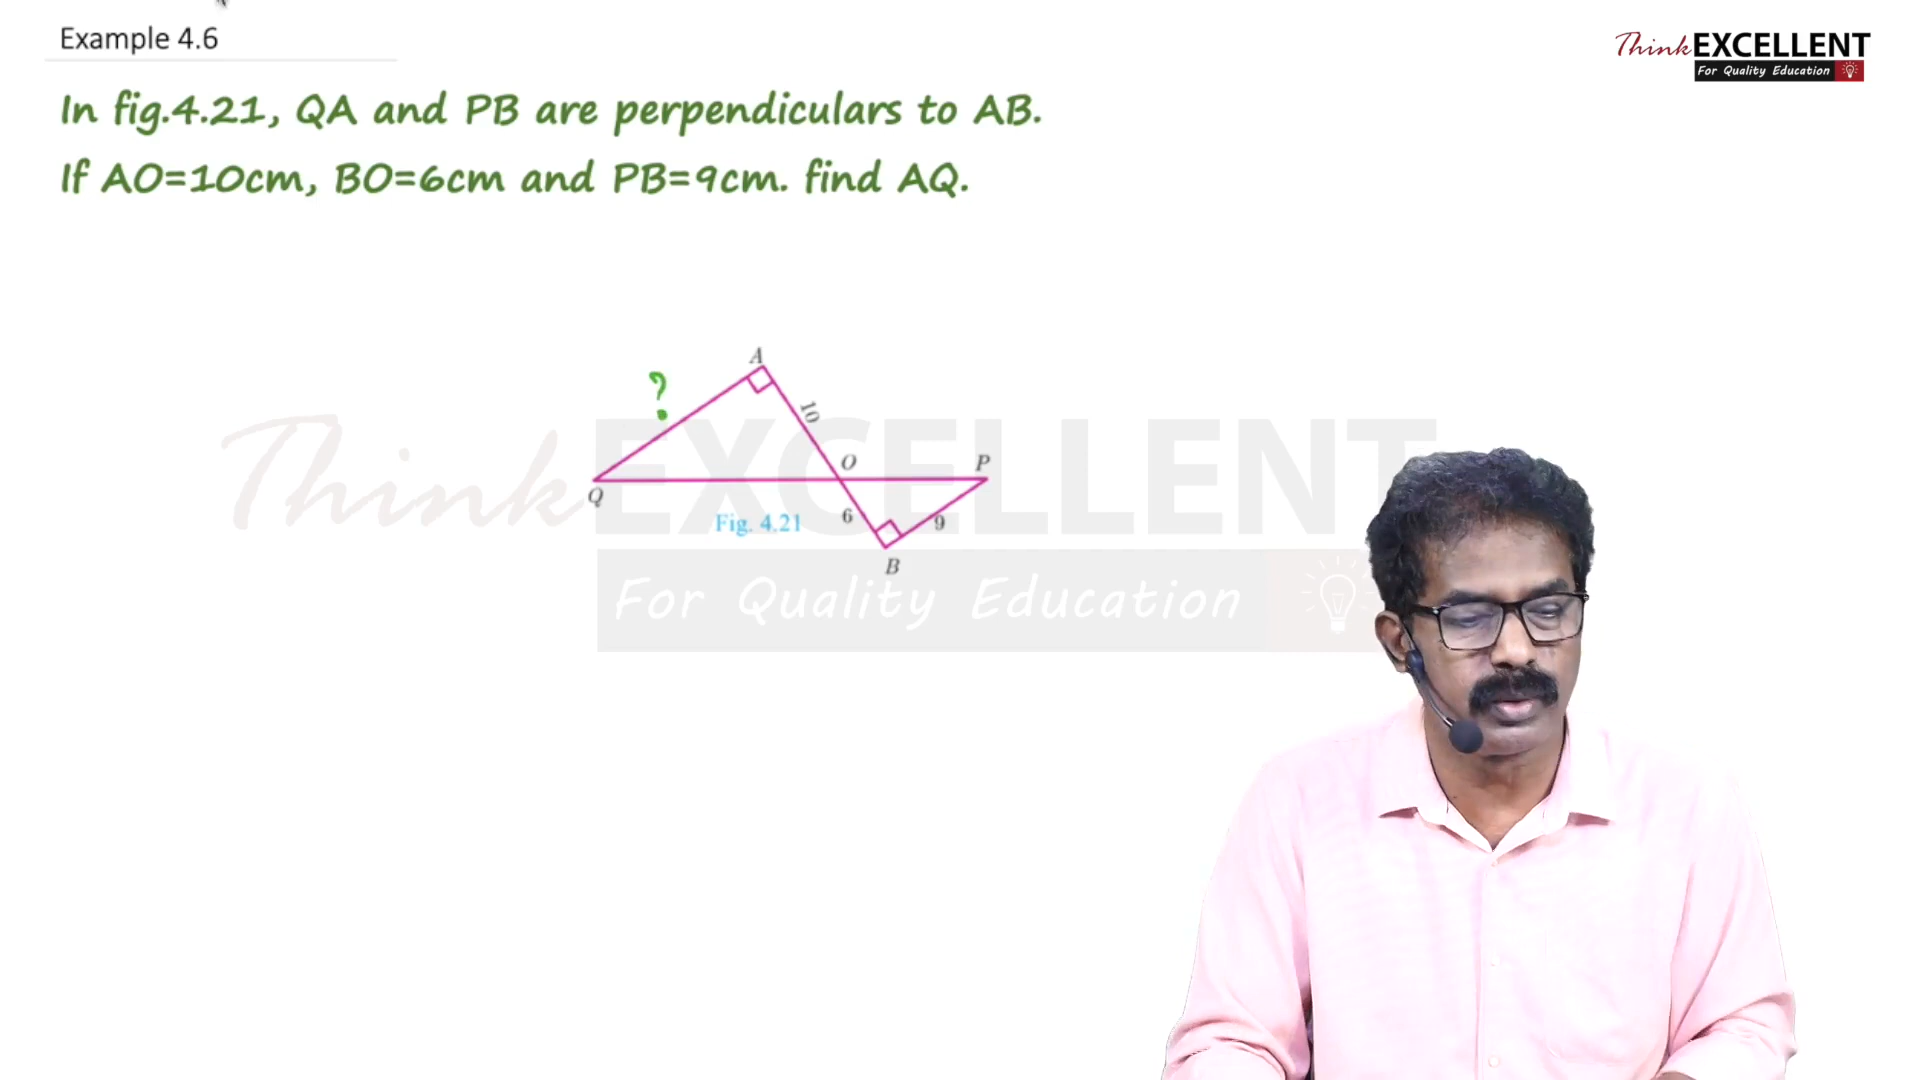 Example 4.6
Think EXCELLENT
For Quality Education
In fig.4.21, QA and PB are perpendiculars to AB.
If AO=10cm, BO=6cm and PB=9cm. find AQ.
A
?
10
O
P
Q
Fig. 4.21
6
9
B
Think EXCELLENT
For Quality Education